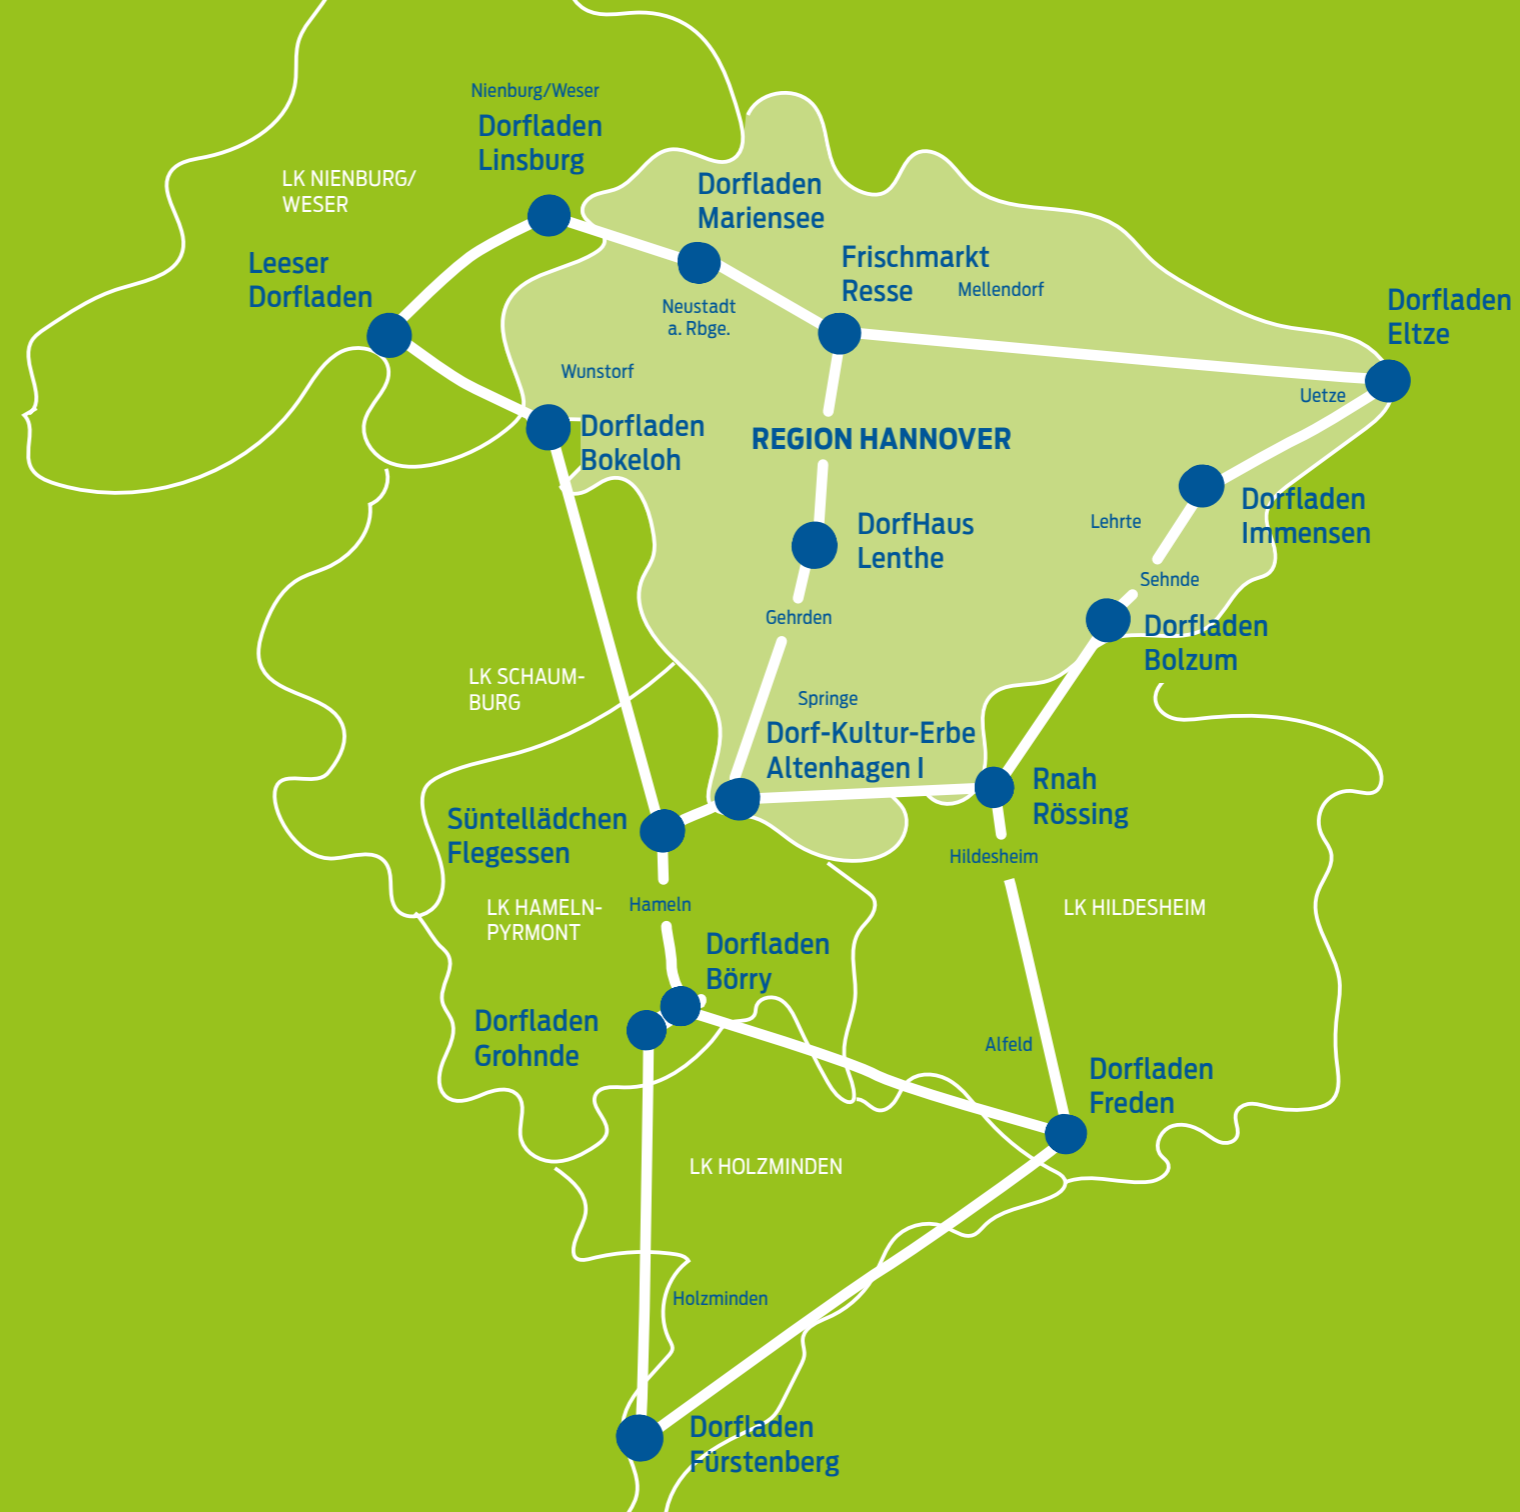 Nienburg/Weser
Dorfladen
Linsburg
LK NIENBURG/
WESER
Dorfladen
Mariensee
Leeser
Dorfladen
Frischmarkt
Resse
Mellendorf
Neustadt
a. Rbge.
Dorfladen
Eltze
Uetze
Wunstorf
Dorfladen
Bokeloh
REGION HANNOVER
Dorfladen
Immensen
Lehrte
DorfHaus
Lenthe
Sehnde
Gehrden
Dorfladen
Bolzum
LK SCHAUM-
BURG
Springe
Dorf-Kultur-Erbe
Altenhagen I
Rnah
Rössing
Süntellädchen
Flegessen
Hildesheim
LK HAMELN-
PYRMONT
Hameln
LK HILDESHEIM
Dorfladen
Börry
Dorfladen
Grohnde
Alfeld
Dorfladen
Freden
LK HOLZMINDEN
Holzminden
Dorfladen
Fürstenberg